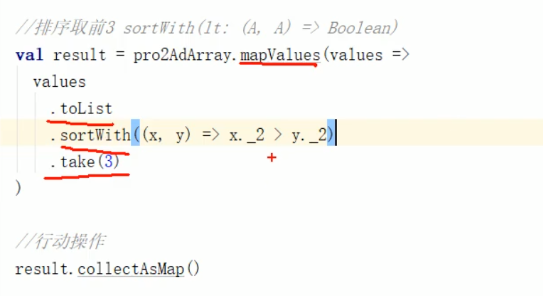 //排序取前3 sortWith(lt: (A, A) => Boolean)
val result = pro2AdArray.mapValues(values =>
values
.toList
.sortWith((x, y) => x._2 > y._2)
.take(3)
)
//行动操作
result.collectAsMap()